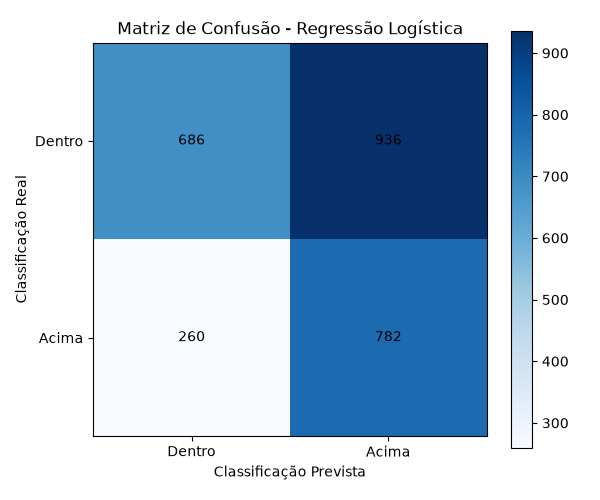 Matriz de Confusão - Regressão Logística
Classificação Real
Dentro
686
936
Acima
260
782
Dentro
Acima
Classificação Prevista
900
800
700
600
500
400
300